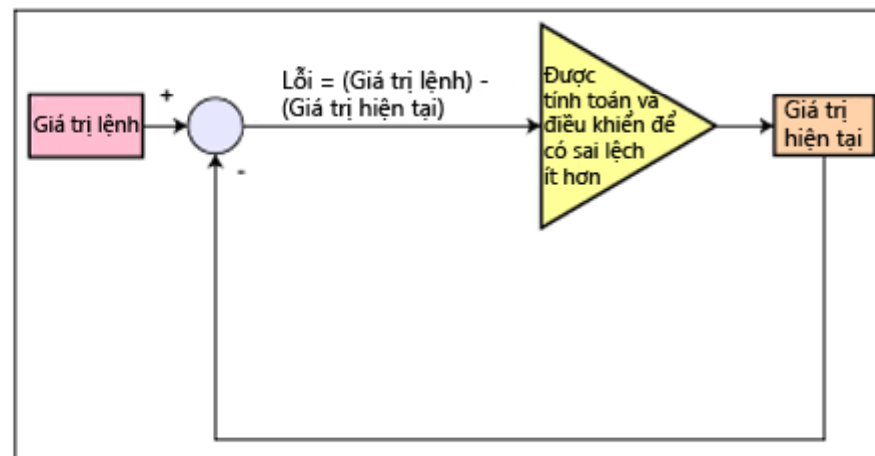 Giá trị lệnh
+
-
Lỗi = (Giá trị lệnh) -
(Giá trị hiện tại)
Được
tính toán và
điều khiển để
có sai lệch
ít hơn
Giá trị
hiện tại